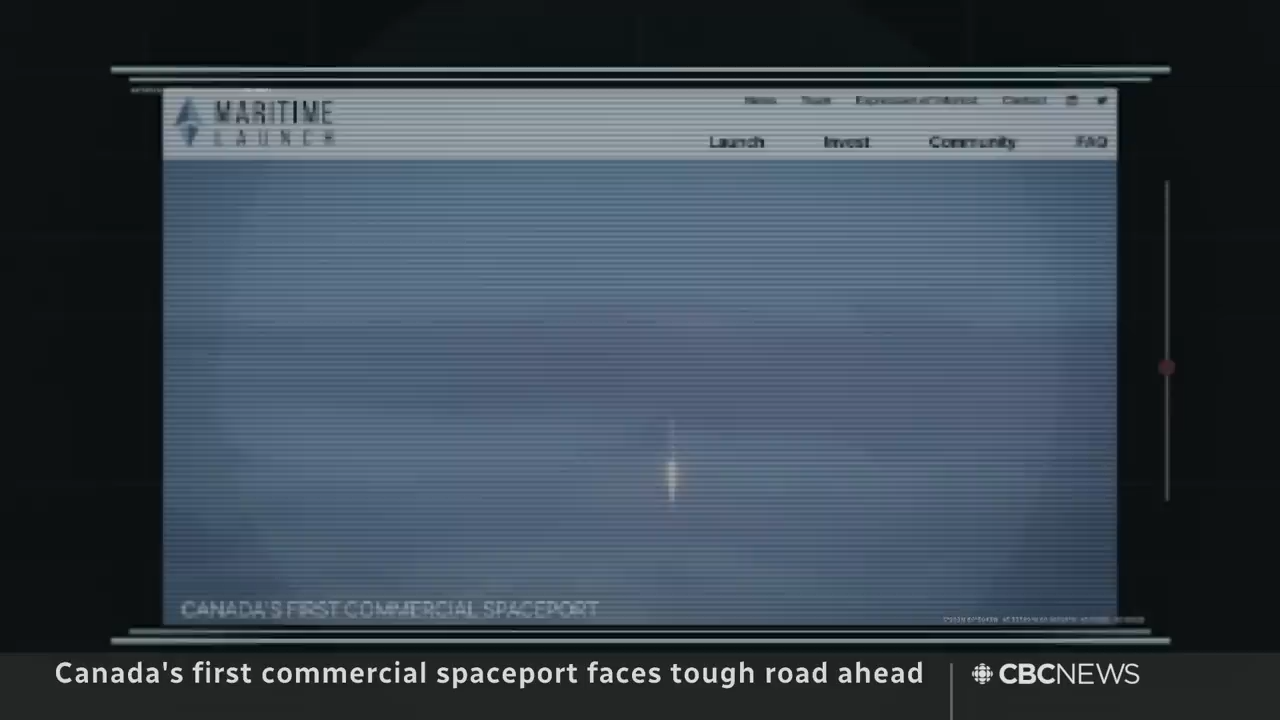 MARITIME
LAUNCH
News Team Expression of Interest Contact
Launch Invest Community FAQ
CANADA'S FIRST COMMERCIAL SPACEPORT
Canada's first commercial spaceport faces tough road ahead
CBCNEWS